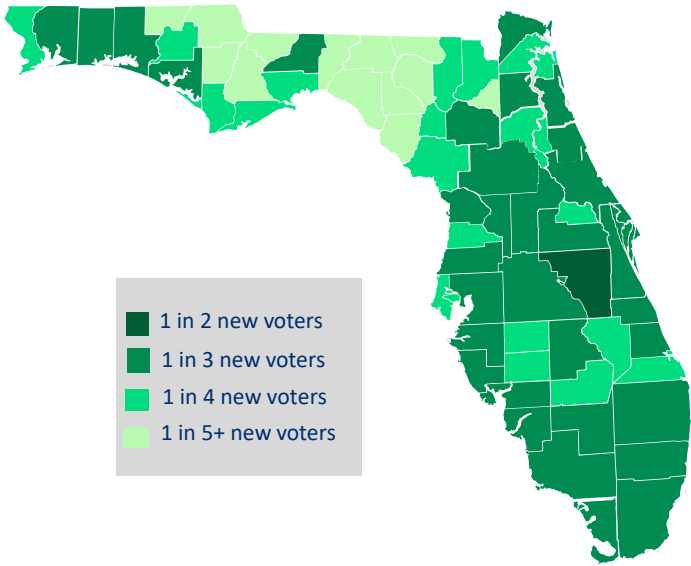 1 in 2 new voters
1 in 3 new voters
1 in 4 new voters
1 in 5+ new voters